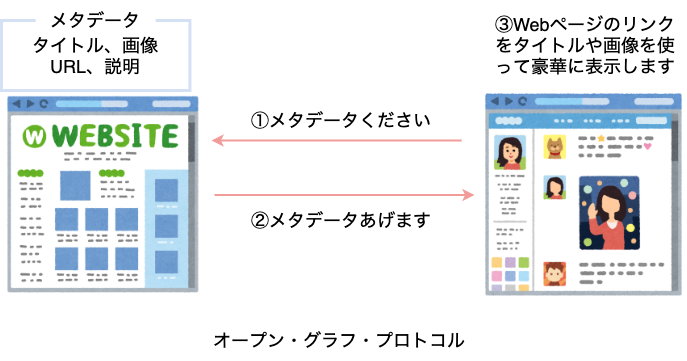 メタデータ
タイトル、画像
URL、説明
③Webページのリンク
をタイトルや画像を使
って豪華に表示します
W WEBSITE
①メタデータください
②メタデータあげます
オープン・グラフ・プロトコル